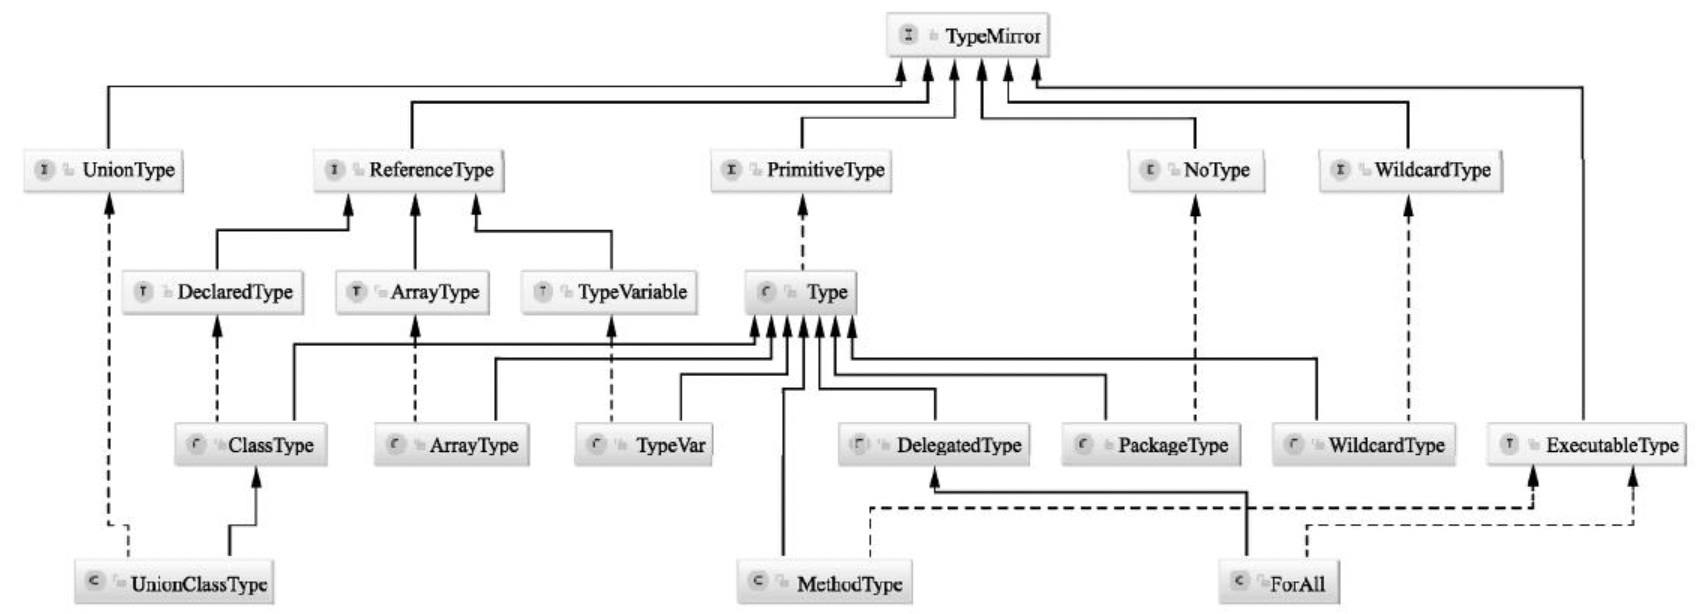 TypeMirror
UnionType
ReferenceType
PrimitiveType
NoType
WildcardType
DeclaredType
ArrayType
TypeVariable
Type
ClassType
ArrayType
TypeVar
DelegatedType
PackageType
WildcardType
ExecutableType
UnionClassType
MethodType
ForAll